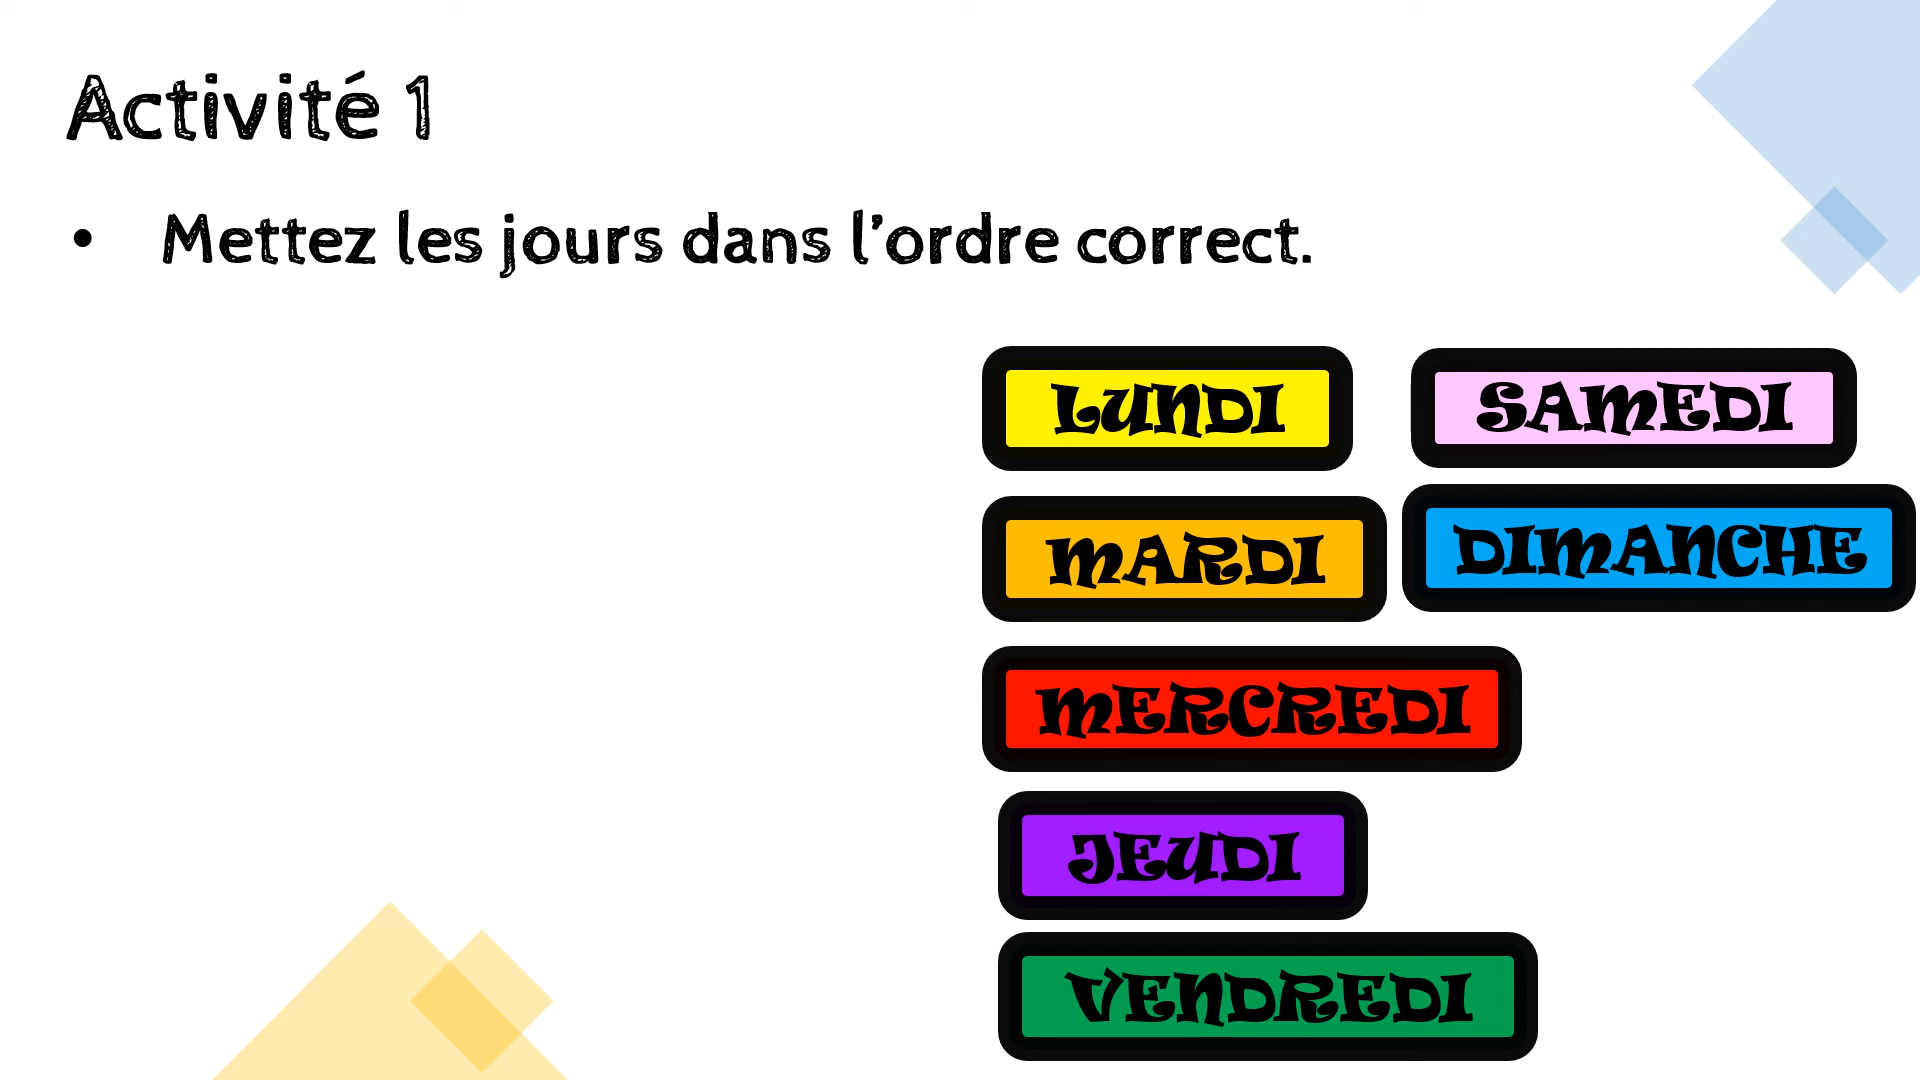 Activité 1
• Mettez les jours dans l’ordre correct.
LUNDI
SAMEDI
MARDI
DIMANCHE
MERCREDI
JEUDI
VENDREDI